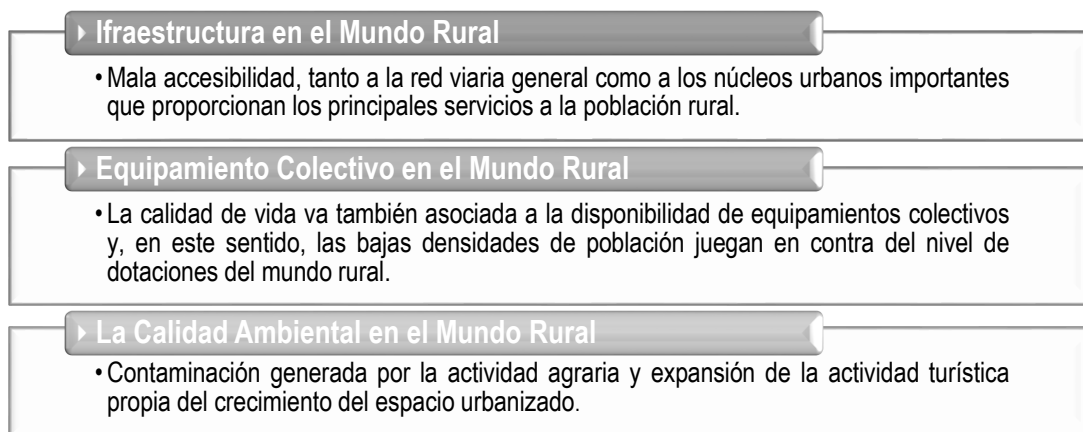 Ifraestructura en el Mundo Rural
• Mala accesibilidad, tanto a la red viaria general como a los núcleos urbanos importantes
que proporcionan los principales servicios a la población rural.
Equipamiento Colectivo en el Mundo Rural
• La calidad de vida va también asociada a la disponibilidad de equipamientos colectivos
y, en este sentido, las bajas densidades de población juegan en contra del nivel de
dotaciones del mundo rural.
La Calidad Ambiental en el Mundo Rural
• Contaminación generada por la actividad agraria y expansión de la actividad turística
propia del crecimiento del espacio urbanizado.